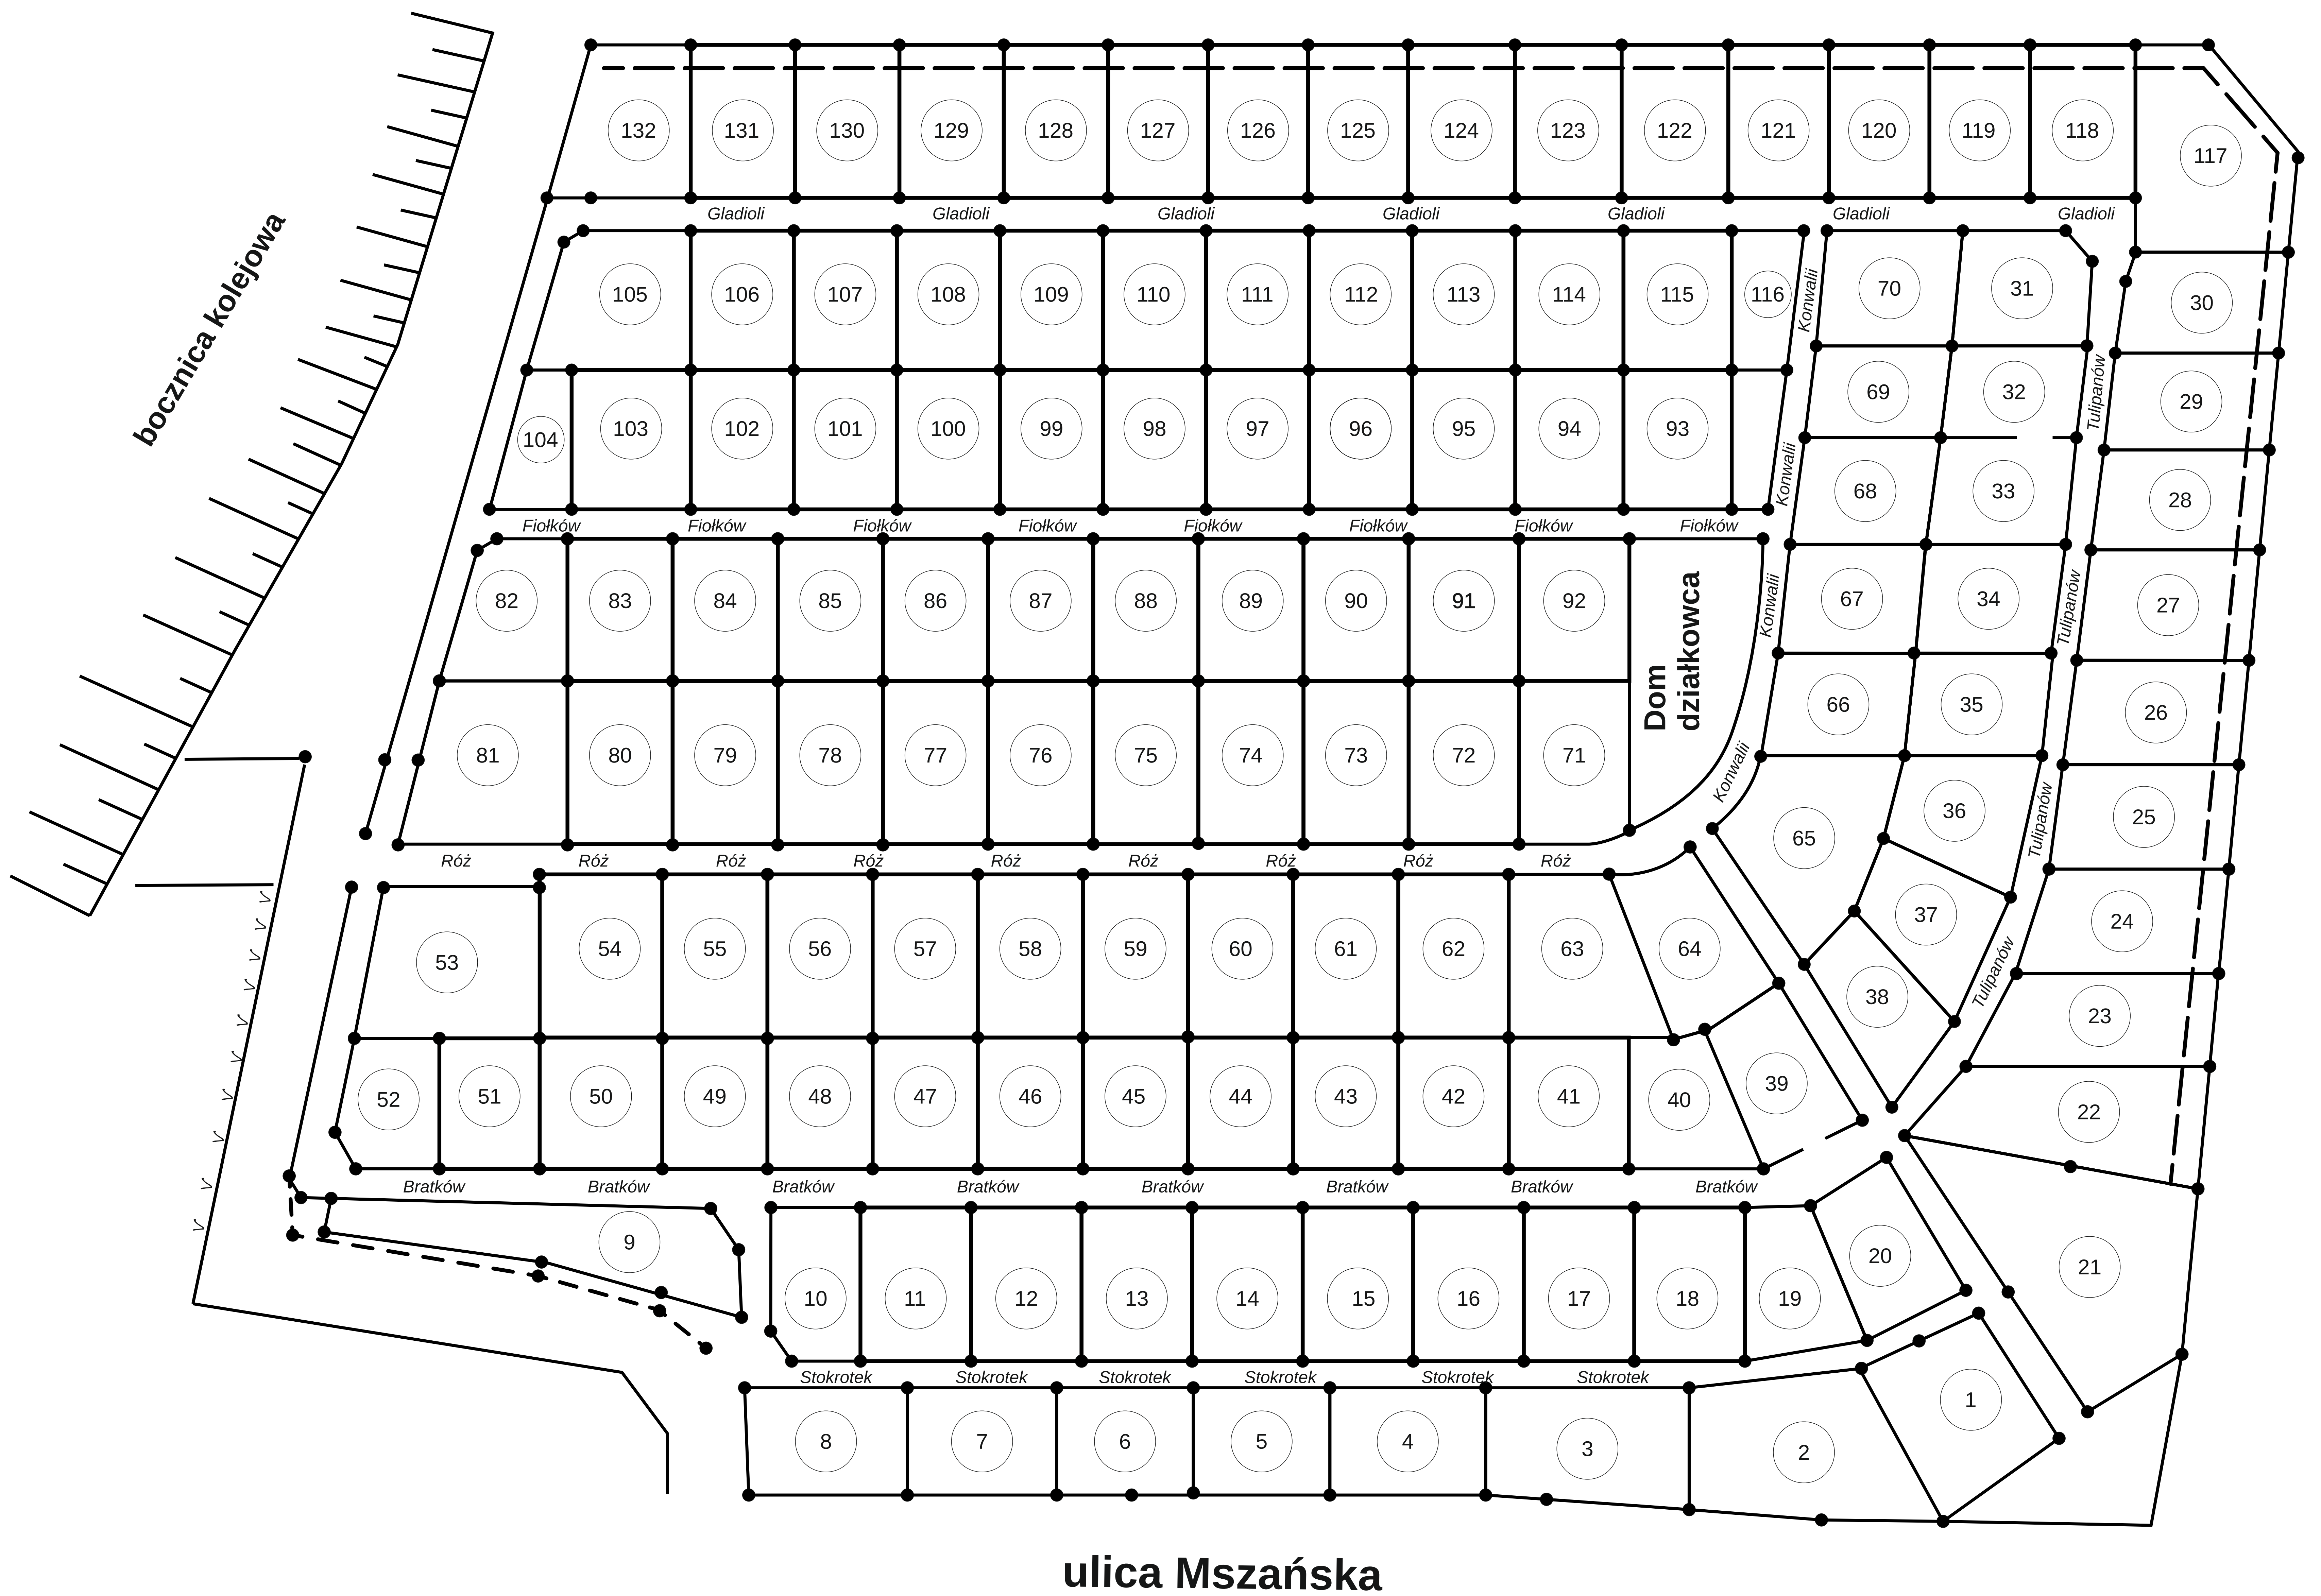 132 131 130 129 128 127 126 125 124 123 122 121 120 119 118 117
Gladioli Gladioli Gladioli Gladioli Gladioli Gladioli Gladioli
bocznica kolejowa
105 106 107 108 109 110 111 112 113 114 115 116 70 31 30
Konwalii
104 103 102 101 100 99 98 97 96 95 94 93 69 32 29
Konwalii
Tulipanów
68 33 28
Fiołków Fiołków Fiołków Fiołków Fiołków Fiołków Fiołków Fiołków
82 83 84 85 86 87 88 89 90 91 92 67 34 27
Konwalii
Tulipanów
Dom
działkowca
66 35 26
81 80 79 78 77 76 75 74 73 72 71
Konwalii
65 36 25
Tulipanów
Róż Róż Róż Róż Róż Róż Róż Róż Róż
53 54 55 56 57 58 59 60 61 62 63 64 37 24
Tulipanów
38 23
52 51 50 49 48 47 46 45 44 43 42 41 40 39 22
Bratków Bratków Bratków Bratków Bratków Bratków Bratków Bratków
9 20 21
10 11 12 13 14 15 16 17 18 19
Stokrotek Stokrotek Stokrotek Stokrotek Stokrotek Stokrotek
8 7 6 5 4 3 2 1
ulica Mszańska